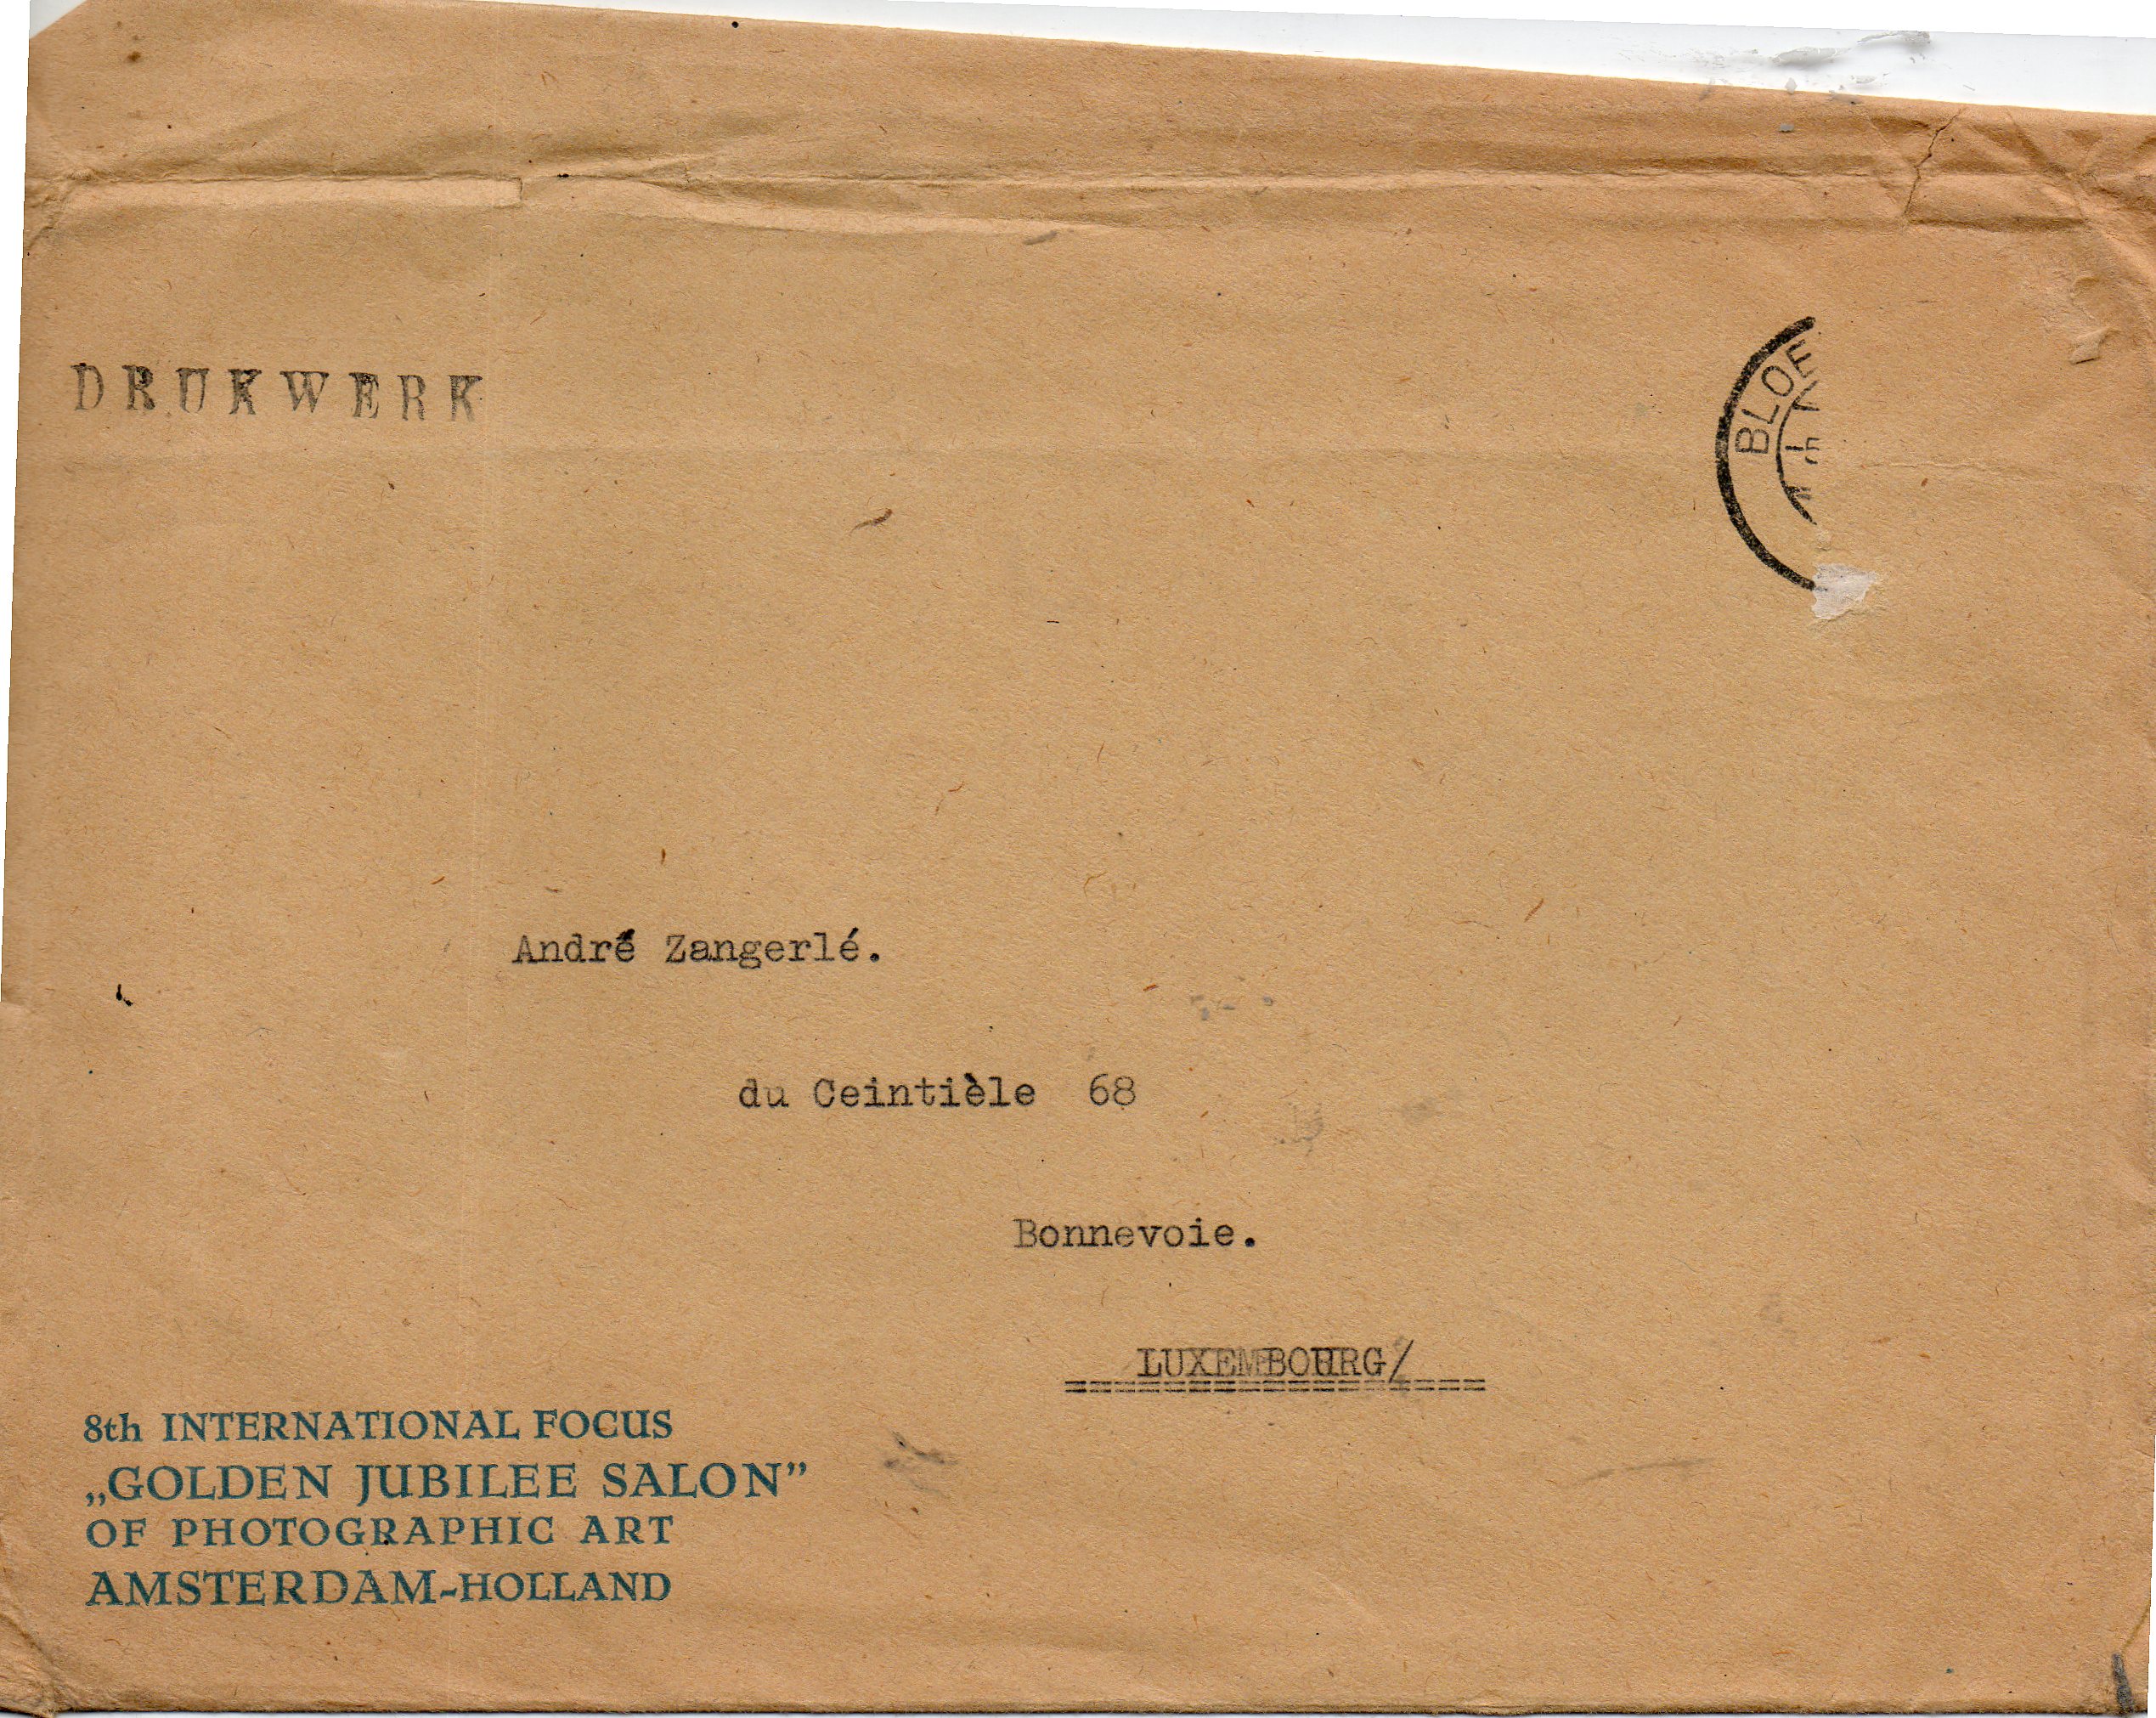 DRUKWERK
BLOE
André Zangerlé.
du Ceintièle 68
Bonnevoie.
LUXEMBOURG/
===================
8th INTERNATIONAL FOCUS
„GOLDEN JUBILEE SALON”
OF PHOTOGRAPHIC ART
AMSTERDAM-HOLLAND